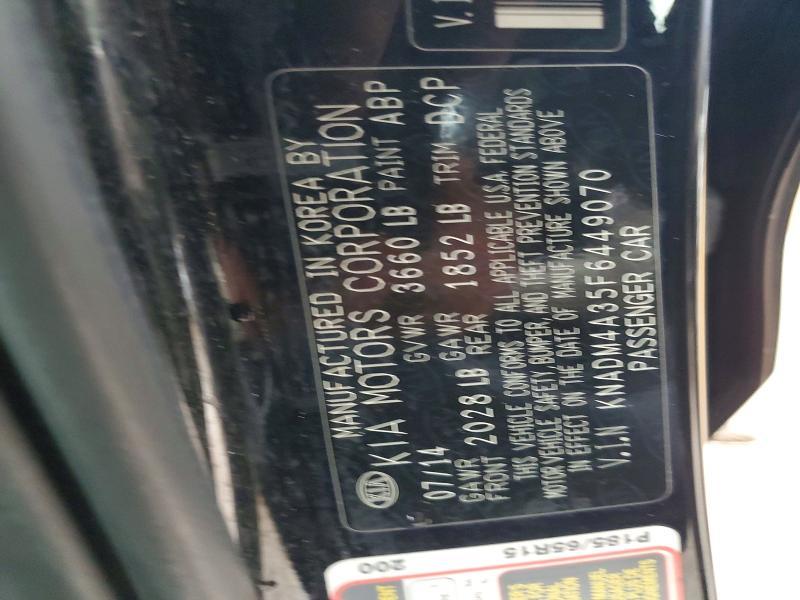 V.I
MANUFACTURED IN KOREA BY
KIA KIA MOTORS CORPORATION
07/14 GVWR 3660 LB PAINT ABP
GAWR FRONT 2028 LB GAWR REAR 1852 LB TRIM DCP
THIS VEHICLE CONFORMS TO ALL APPLICABLE U.S.A. FEDERAL
MOTOR VEHICLE SAFETY, BUMPER AND THEFT PREVENTION STANDARDS
IN EFFECT ON THE DATE OF MANUFACTURE SHOWN ABOVE
V.I.N KNADM4A35F6449070
PASSENGER CAR
200
P185/65R15